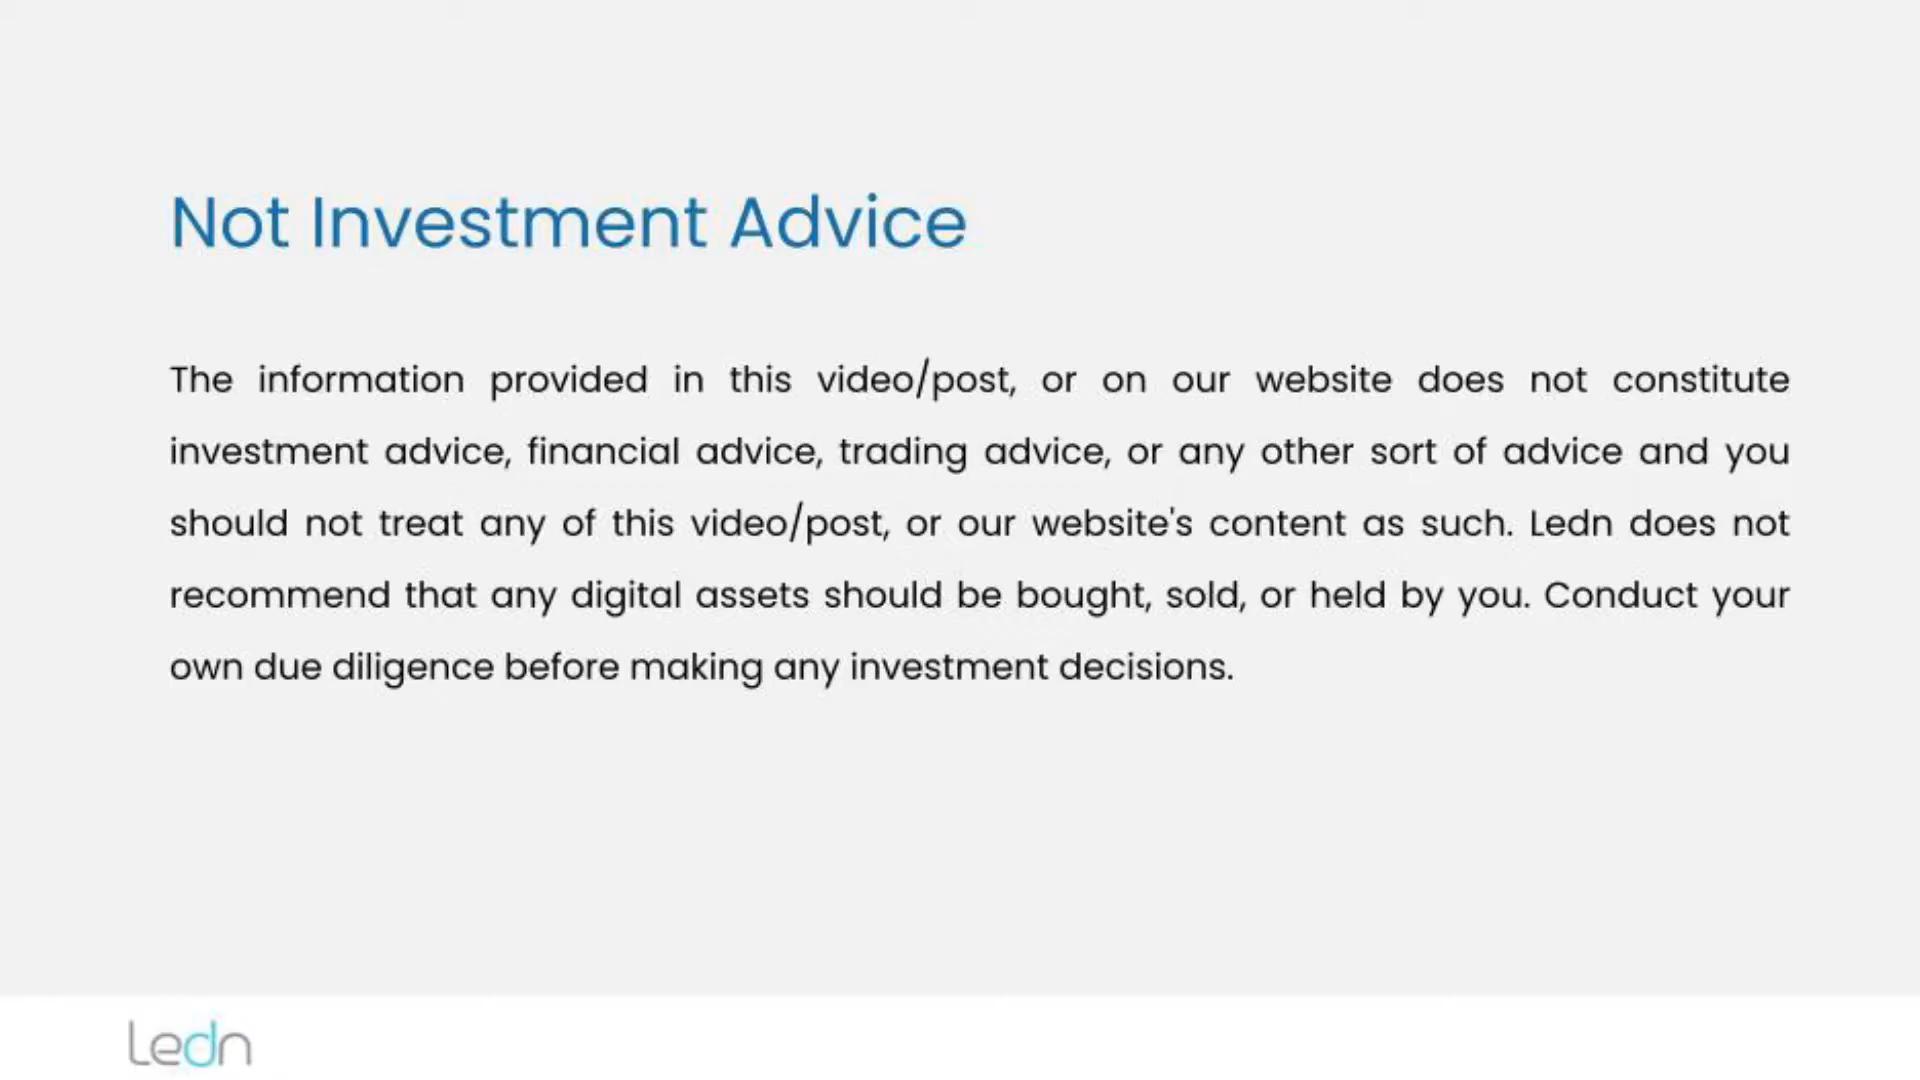 Not Investment Advice
The information provided in this video/post, or on our website does not constitute
investment advice, financial advice, trading advice, or any other sort of advice and you
should not treat any of this video/post, or our website's content as such. Ledn does not
recommend that any digital assets should be bought, sold, or held by you. Conduct your
own due diligence before making any investment decisions.
Ledn